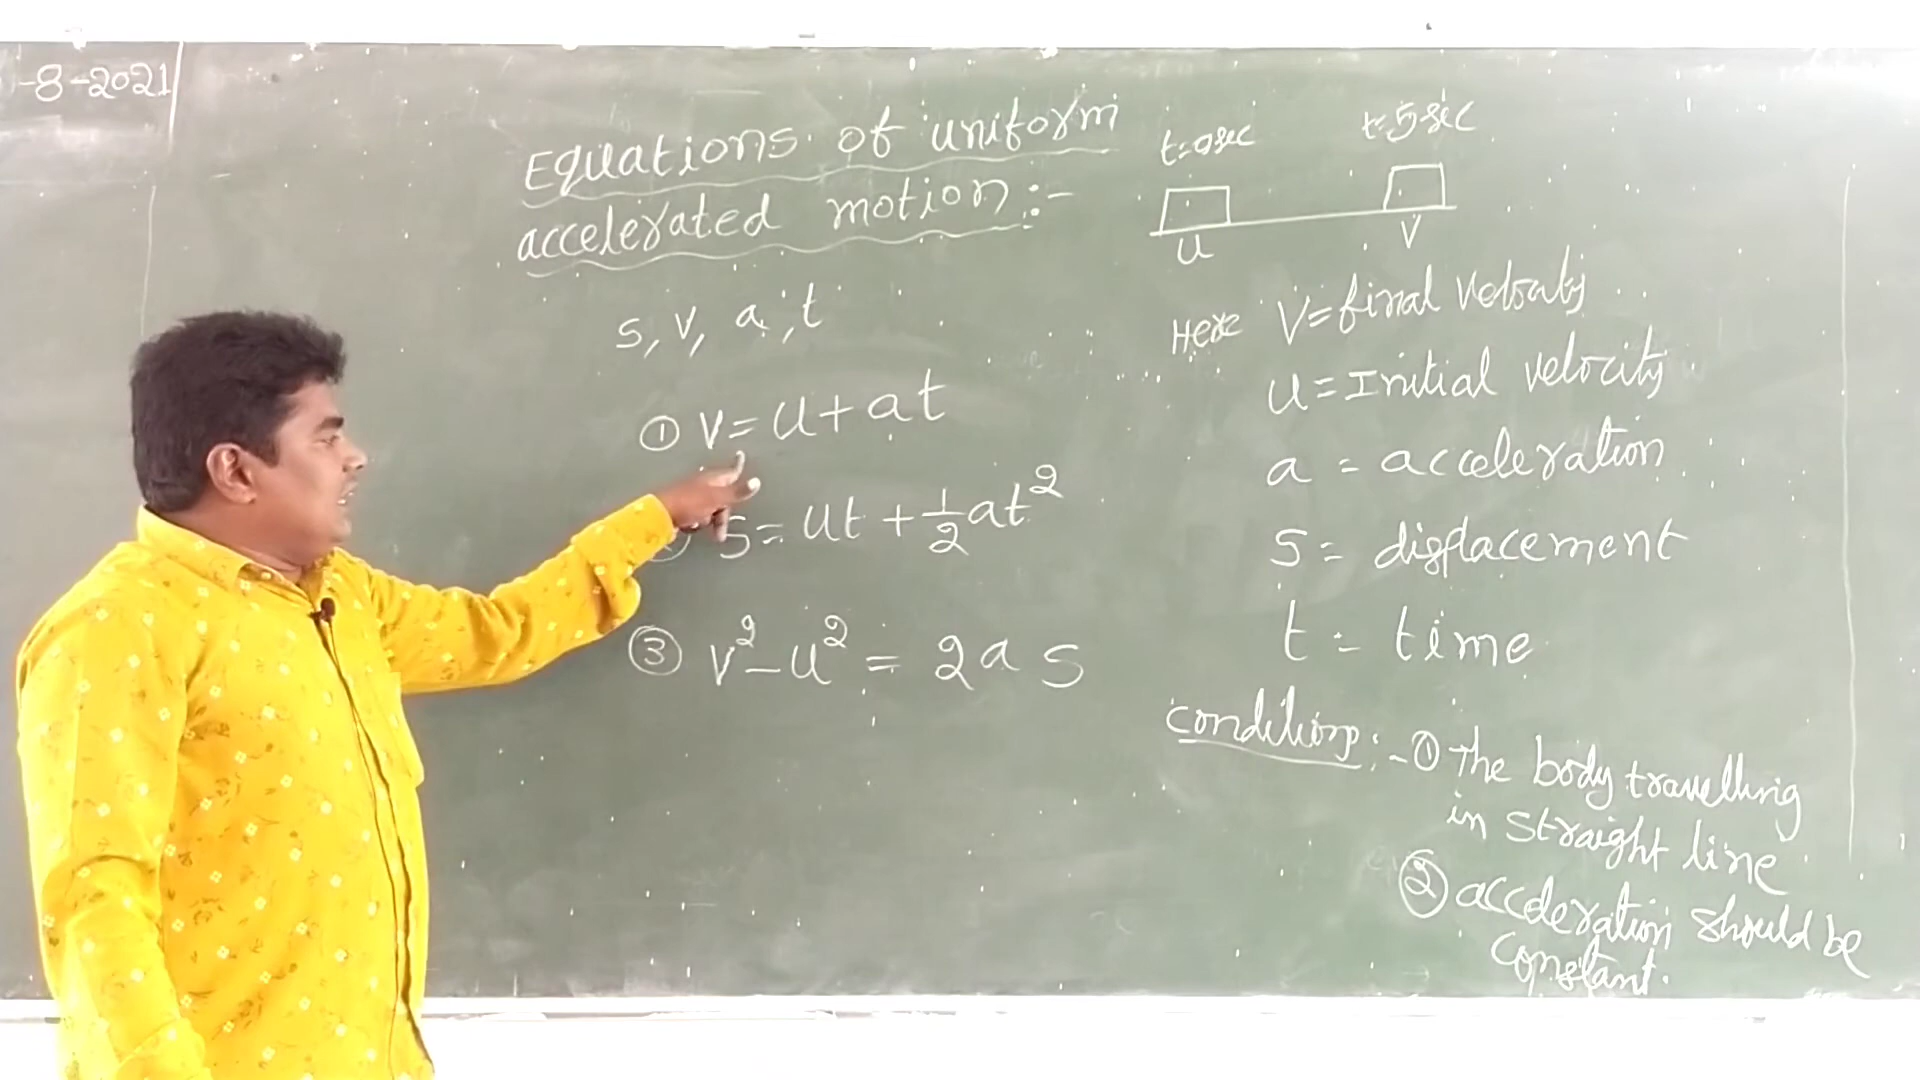 -8-2021
Equations of uniform
accelerated motion:-
s, v, a, t
① v=u+at
s=ut+½at²
③ v²-u² = 2as
t=0sec
t=5sec
u
v
Here V=final velocity
u=Initial velocity
a = acceleration
s= displacement
t = time
conditions:-① The body travelling
in straight line
② acceleration should be
constant.